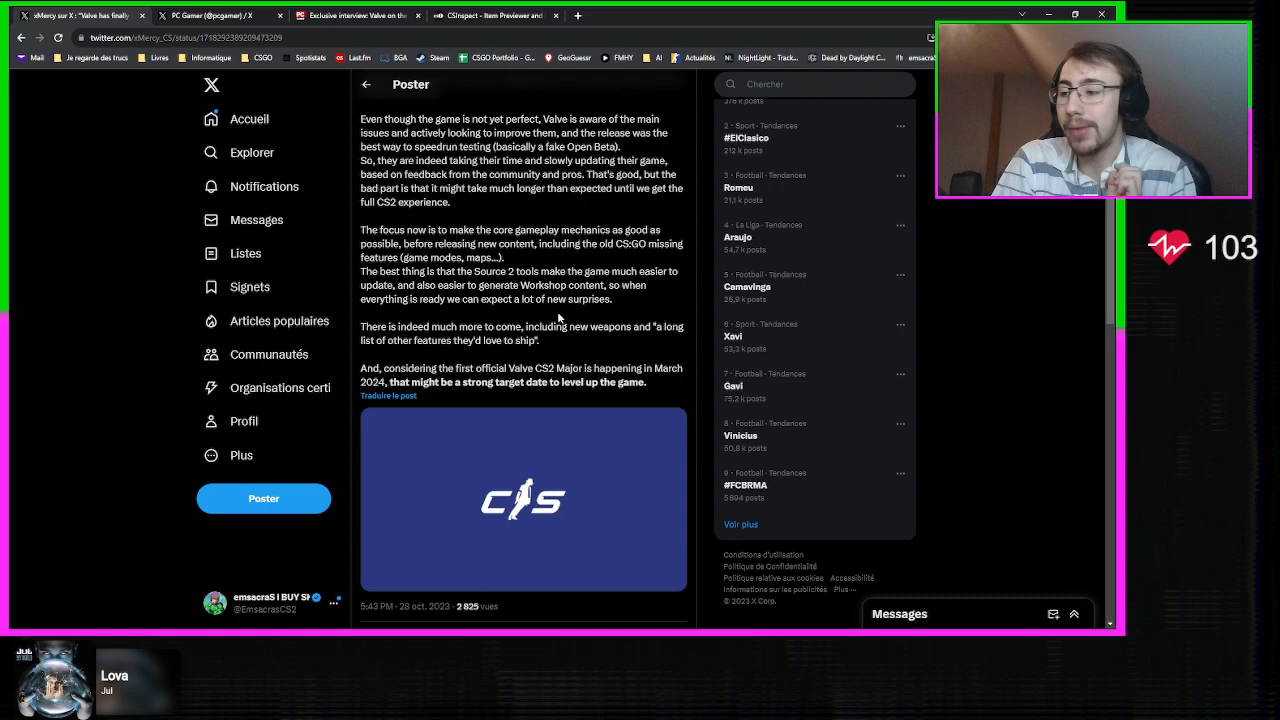 xMercy sur X : "Valve has finally
PC Gamer (@pcgamer) / X
Exclusive interview: Valve on the
CSInspect - Item Previewer and
twitter.com/xMercy_CS/status/1718292389209473209
Mail
Je regarde des trucs
Livres
Informatique
CSGO
Spotistats
Last.fm
BGA
Steam
CSGO Portfolio - G...
GeoGuessr
FMHY
AI
Actualités
NightLight - Track...
Dead by Daylight C...
emsacraS
Accueil
Explorer
Notifications
Messages
Listes
Signets
Articles populaires
Communautés
Organisations certi
Profil
Plus
Poster
emsacraS I BUY SK
@EmsacrasCS2
Poster
Even though the game is not yet perfect, Valve is aware of the main
issues and actively looking to improve them, and the release was the
best way to speedrun testing (basically a fake Open Beta).
So, they are indeed taking their time and slowly updating their game,
based on feedback from the community and pros. That's good, but the
bad part is that it might take much longer than expected until we get the
full CS2 experience.
The focus now is to make the core gameplay mechanics as good as
possible, before releasing new content, including the old CS:GO missing
features (game modes, maps...).
The best thing is that the Source 2 tools make the game much easier to
update, and also easier to generate Workshop content, so when
everything is ready we can expect a lot of new surprises.
There is indeed much more to come, including new weapons and "a long
list of other features they'd love to ship".
And, considering the first official Valve CS2 Major is happening in March
2024, that might be a strong target date to level up the game.
Traduire le post
CS
5:43 PM · 28 oct. 2023 · 2 825 vues
Chercher
376 k posts
2 · Sport · Tendances
#ElClasico
212 k posts
3 · Football · Tendances
Romeu
21,1 k posts
4 · La Liga · Tendances
Araujo
54,7 k posts
5 · Football · Tendances
Camavinga
26,9 k posts
6 · Sport · Tendances
Xavi
53,3 k posts
7 · Football · Tendances
Gavi
75,2 k posts
8 · Football · Tendances
Vinicius
50,8 k posts
9 · Football · Tendances
#FCBRMA
5 894 posts
Voir plus
Conditions d'utilisation
Politique de Confidentialité
Politique relative aux cookies Accessibilité
Informations sur les publicités Plus ...
© 2023 X Corp.
Messages
103
JUL
Lova
Jul